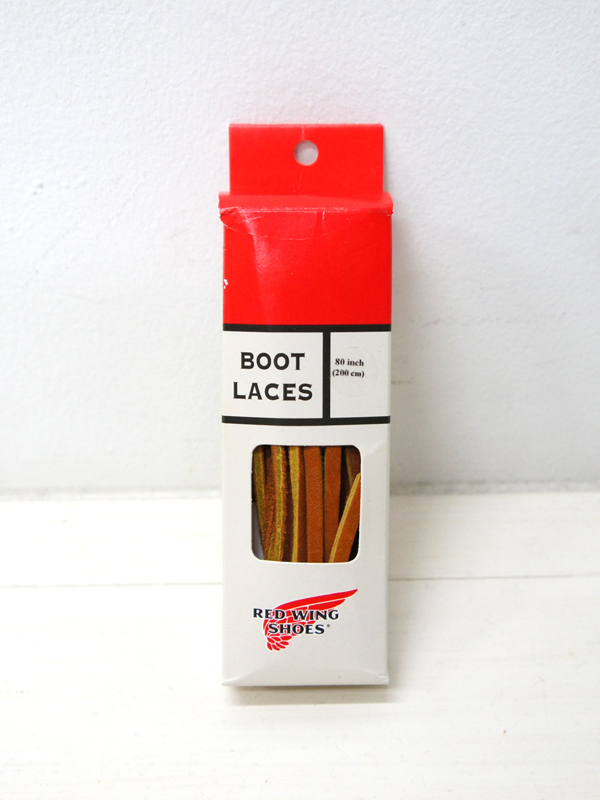 BOOT
LACES
80 inch
(200 cm)
RED WING
SHOES®